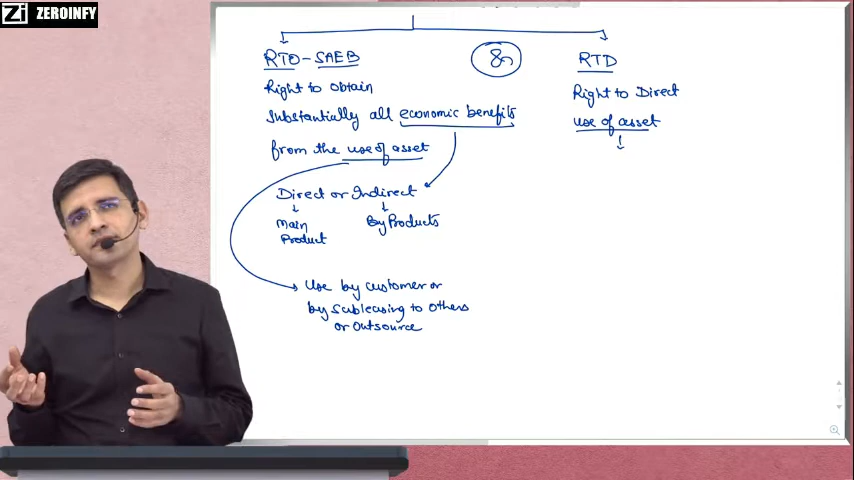 Zi ZEROINFY
RTO - SAEB
Right to Obtain
Substantially all economic benefits
from the use of asset
Direct or Indirect
Main
Product
By Products
Use by customer or
by Subleasing to Others
or Outsource
&
RTD
Right to Direct
use of asset